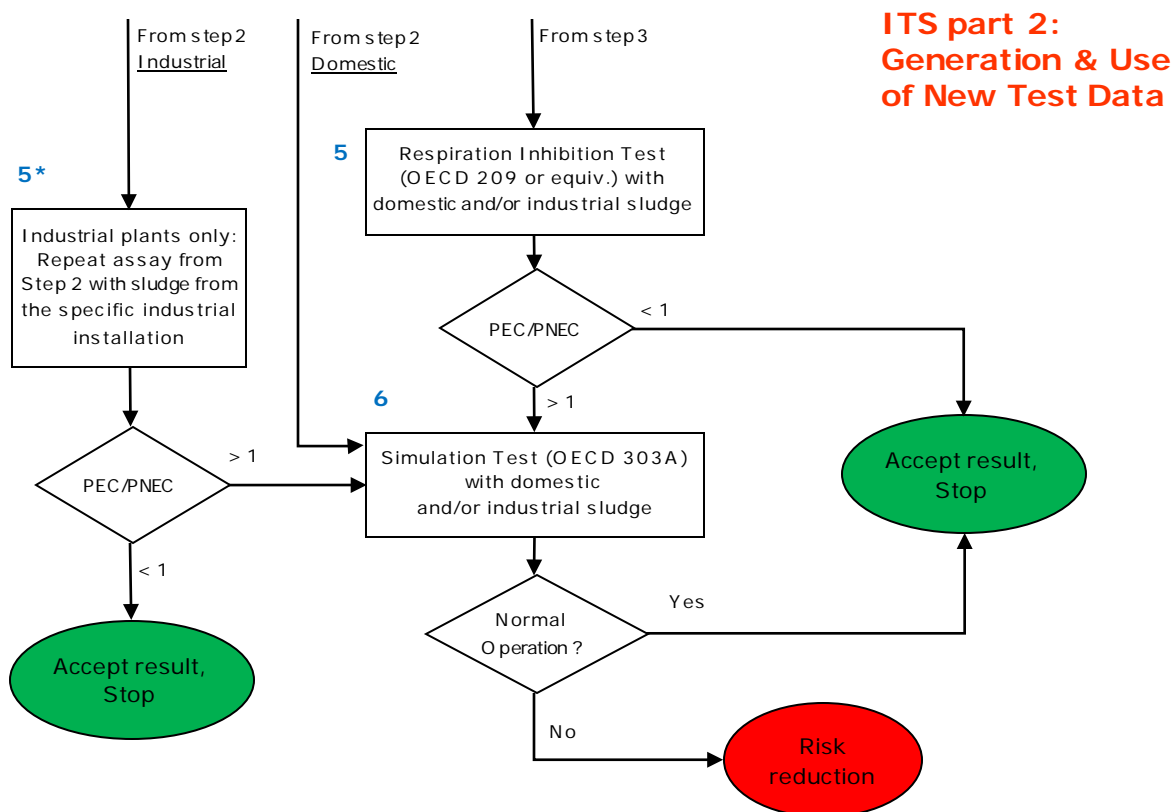 ITS part 2:
Generation & Use
of New Test Data
From step 2
Industrial
From step 2
Domestic
From step 3
5*
Industrial plants only:
Repeat assay from
Step 2 with sludge from
the specific industrial
installation
PEC/PNEC
> 1
< 1
Accept result,
Stop
5
Respiration Inhibition Test
(OECD 209 or equiv.) with
domestic and/or industrial sludge
PEC/PNEC
< 1
> 1
6
Simulation Test (OECD 303A)
with domestic
and/or industrial sludge
Accept result,
Stop
Normal
Operation?
Yes
No
Risk
reduction